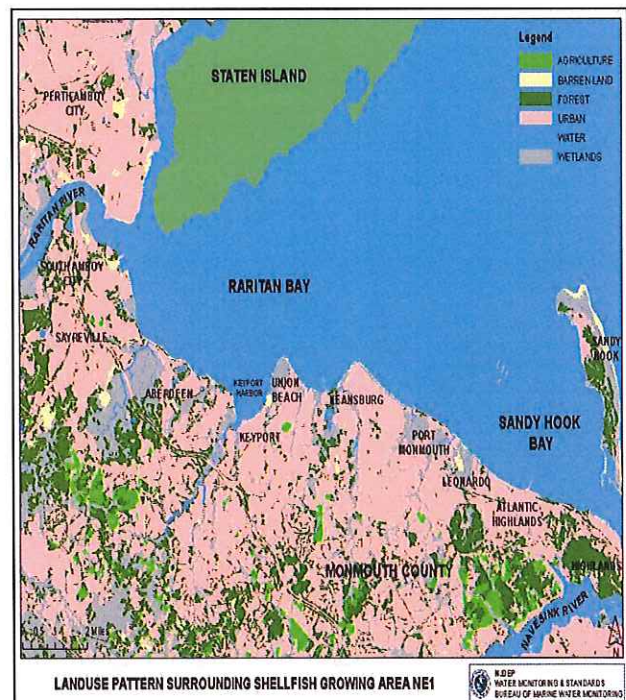 STATEN ISLAND
Legend
AGRICULTURE
BARREN LAND
FOREST
URBAN
WATER
WETLANDS
PERTH AMBOY
CITY
RARITAN RIVER
SOUTH AMBOY
CITY
RARITAN BAY
SAYREVILLE
SANDY
HOOK
ABERDEEN
KEYPORT
HARBOR
UNION
BEACH
KEANSBURG
KEYPORT
SANDY HOOK
BAY
PORT
MONMOUTH
LEONARDO
ATLANTIC
HIGHLANDS
MONMOUTH COUNTY
HIGHLANDS
NAVESINK RIVER
2 Miles
N
LANDUSE PATTERN SURROUNDING SHELLFISH GROWING AREA NE1
NJDEP
WATER MONITORING & STANDARDS
BUREAU OF MARINE WATER MONITORING